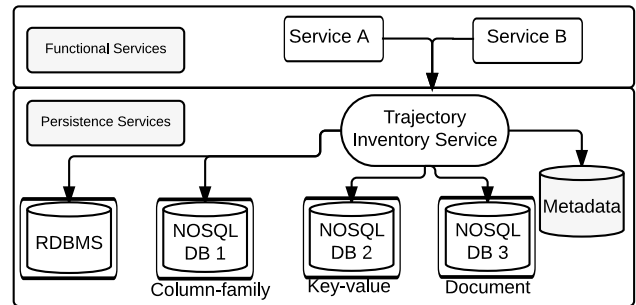 Functional Services
Service A
Service B
Persistence Services
Trajectory
Inventory Service
RDBMS
NOSQL
DB 1
NOSQL
DB 2
NOSQL
DB 3
Metadata
Column-family
Key-value
Document